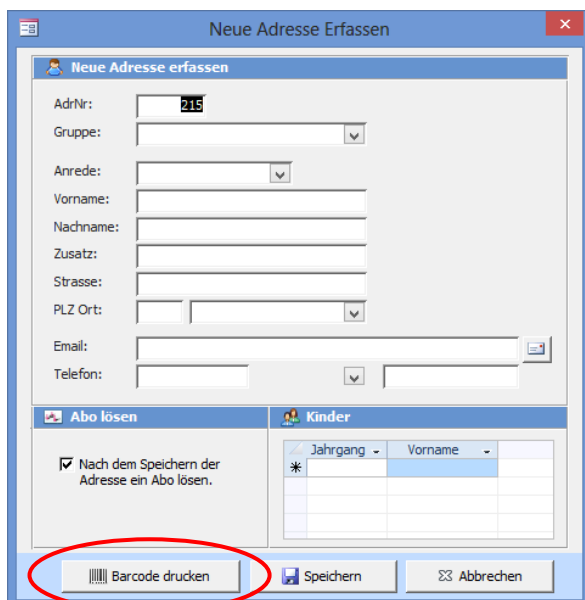 Neue Adresse Erfassen
Neue Adresse erfassen
AdrNr: 215
Gruppe:
Anrede:
Vorname:
Nachname:
Zusatz:
Strasse:
PLZ Ort:
Email:
Telefon:
Abo lösen
Kinder
Nach dem Speichern der
Adresse ein Abo lösen.
Jahrgang Vorname
Barcode drucken Speichern Abbrechen